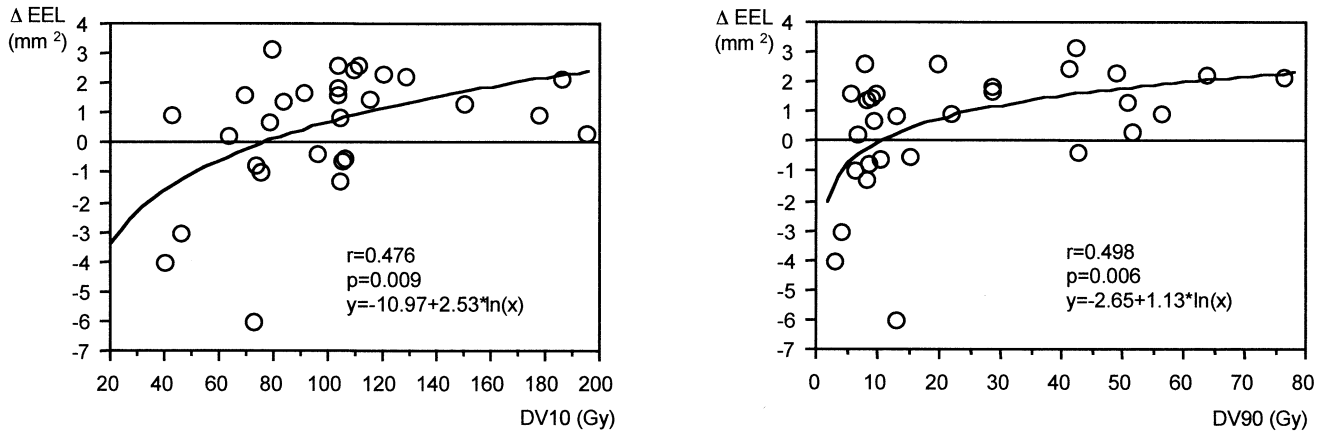 Δ EEL
(mm 2)
4
3
2
1
0
-1
-2
-3
-4
-5
-6
-7
r=0.476
p=0.009
y=-10.97+2.53*ln(x)
20 40 60 80 100 120 140 160 180 200
DV10 (Gy)
Δ EEL
(mm 2)
4
3
2
1
0
-1
-2
-3
-4
-5
-6
-7
r=0.498
p=0.006
y=-2.65+1.13*ln(x)
0 10 20 30 40 50 60 70 80
DV90 (Gy)